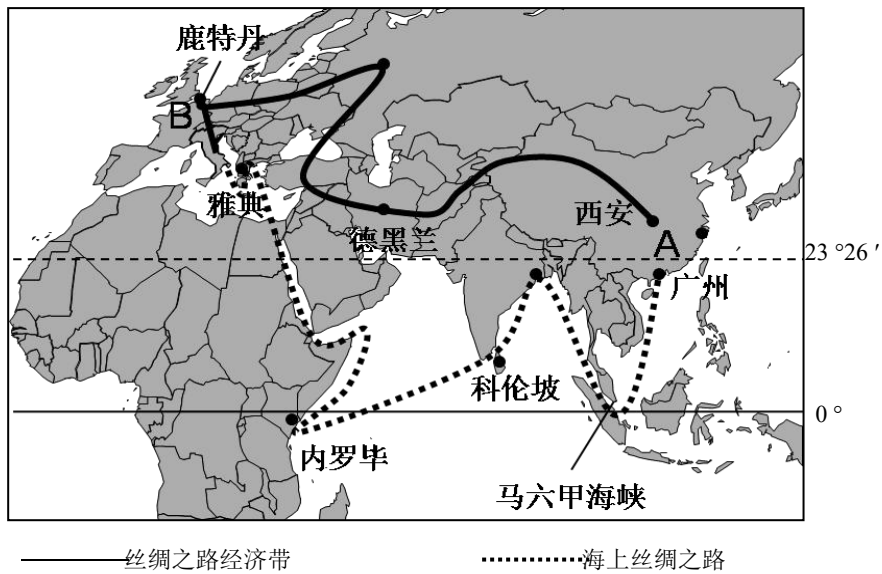 鹿特丹
B
雅典
德黑兰
西安
A
23 °26 ′
广州
科伦坡
0 °
内罗毕
马六甲海峡
丝绸之路经济带
海上丝绸之路